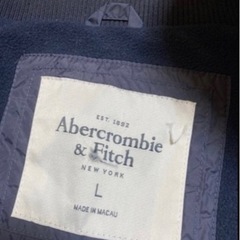 EST. 1892
Abercrombie
& Fitch
NEW YORK
L
MADE IN MACAU